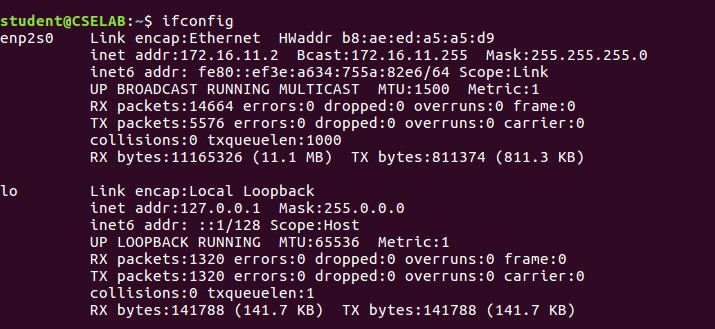 student@CSELAB:~$ ifconfig
enp2s0    Link encap:Ethernet  HWaddr b8:ae:ed:a5:a5:d9
          inet addr:172.16.11.2  Bcast:172.16.11.255  Mask:255.255.255.0
          inet6 addr: fe80::ef3e:a634:755a:82e6/64 Scope:Link
          UP BROADCAST RUNNING MULTICAST  MTU:1500  Metric:1
          RX packets:14664 errors:0 dropped:0 overruns:0 frame:0
          TX packets:5576 errors:0 dropped:0 overruns:0 carrier:0
          collisions:0 txqueuelen:1000
          RX bytes:11165326 (11.1 MB)  TX bytes:811374 (811.3 KB)

lo        Link encap:Local Loopback
          inet addr:127.0.0.1  Mask:255.0.0.0
          inet6 addr: ::1/128 Scope:Host
          UP LOOPBACK RUNNING  MTU:65536  Metric:1
          RX packets:1320 errors:0 dropped:0 overruns:0 frame:0
          TX packets:1320 errors:0 dropped:0 overruns:0 carrier:0
          collisions:0 txqueuelen:1
          RX bytes:141788 (141.7 KB)  TX bytes:141788 (141.7 KB)